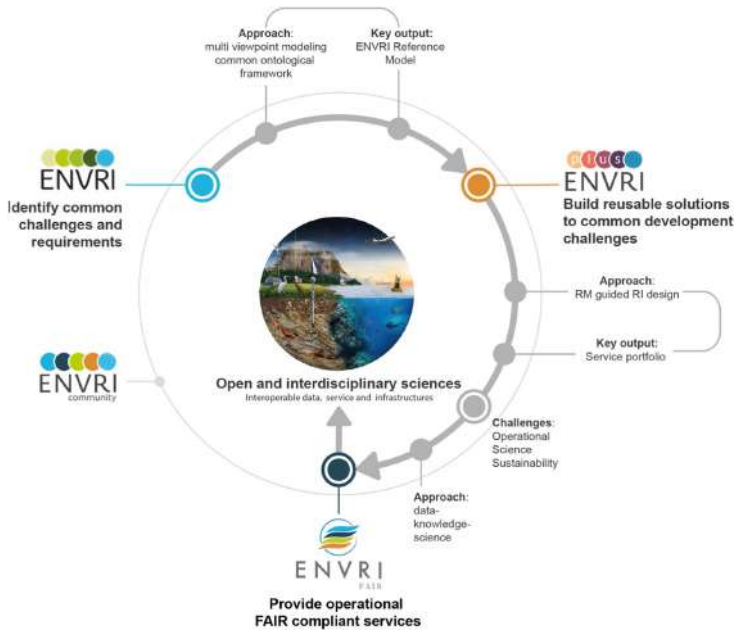 Approach:
multi viewpoint modeling
common ontological
framework
Key output:
ENVRI Reference
Model
ENVRI
Identify common
challenges and
requirements
plus
ENVRI
Build reusable solutions
to common development
challenges
Approach:
RM guided RI design
Key output:
Service portfolio
ENVRI
community
Open and interdisciplinary sciences
Interoperable data, service and infrastructures
Challenges:
Operational
Science
Sustainability
Approach:
data-
knowledge-
science
ENVRI
FAIR
Provide operational
FAIR compliant services